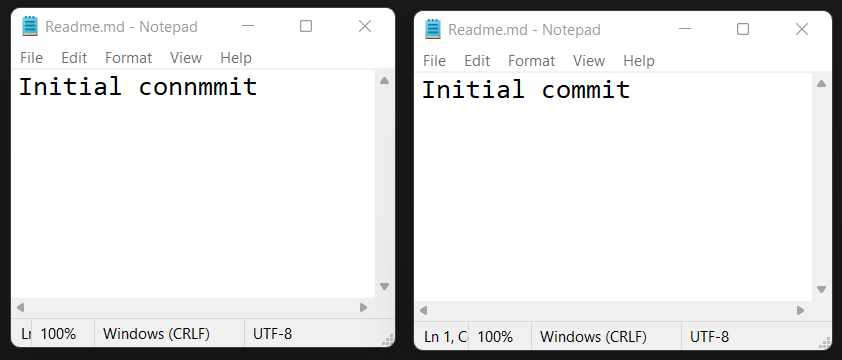 Readme.md - Notepad
File Edit Format View Help
Initial connmmit
Ln 100% Windows (CRLF) UTF-8
Readme.md - Notepad
File Edit Format View Help
Initial commit
Ln 1, C 100% Windows (CRLF) UTF-8